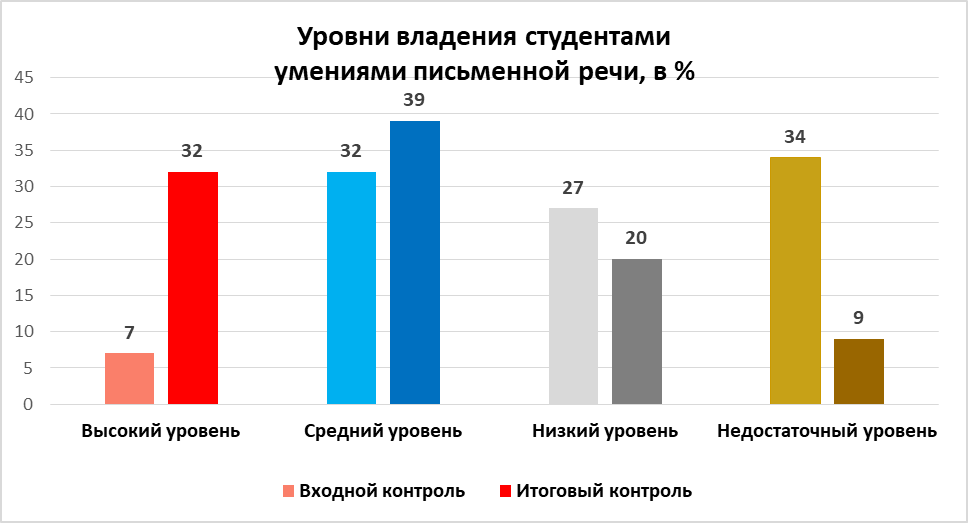 Уровни владения студентами
умениями письменной речи, в %
45
40
35
30
25
20
15
10
5
0
7
32
32
39
27
20
34
9
Высокий уровень
Средний уровень
Низкий уровень
Недостаточный уровень
Входной контроль
Итоговый контроль